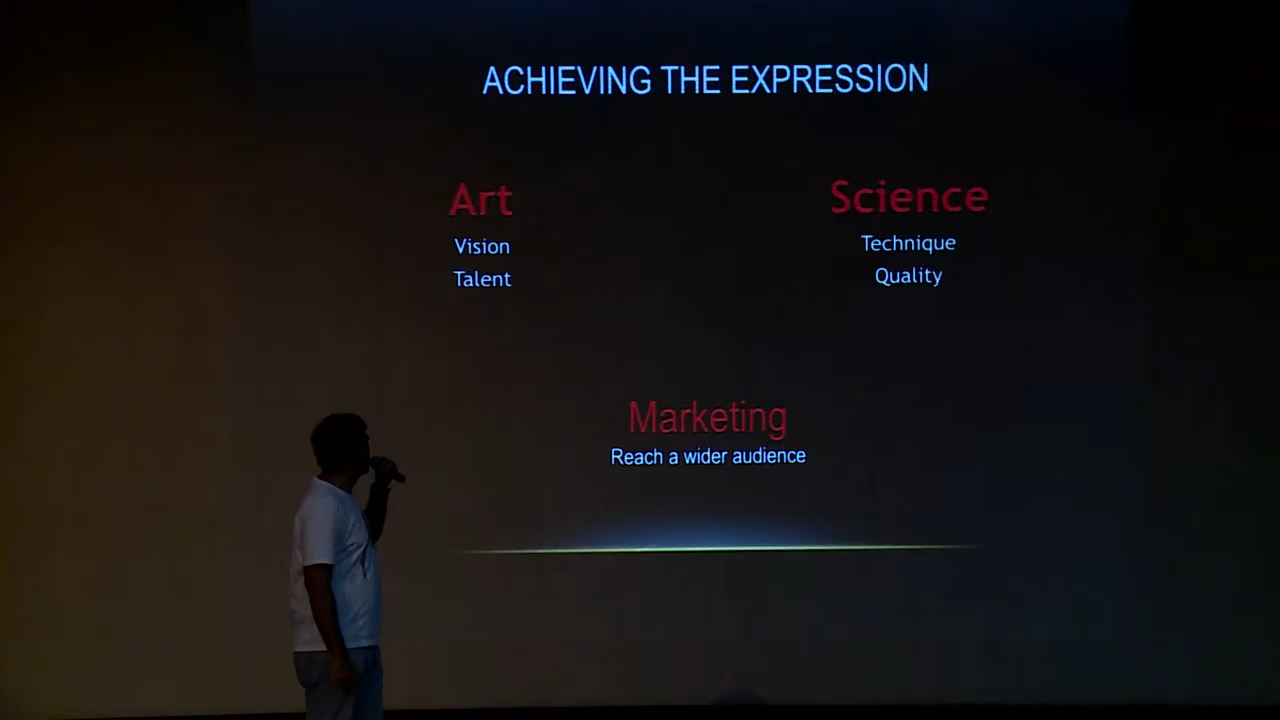 ACHIEVING THE EXPRESSION
Art
Vision
Talent
Science
Technique
Quality
Marketing
Reach a wider audience